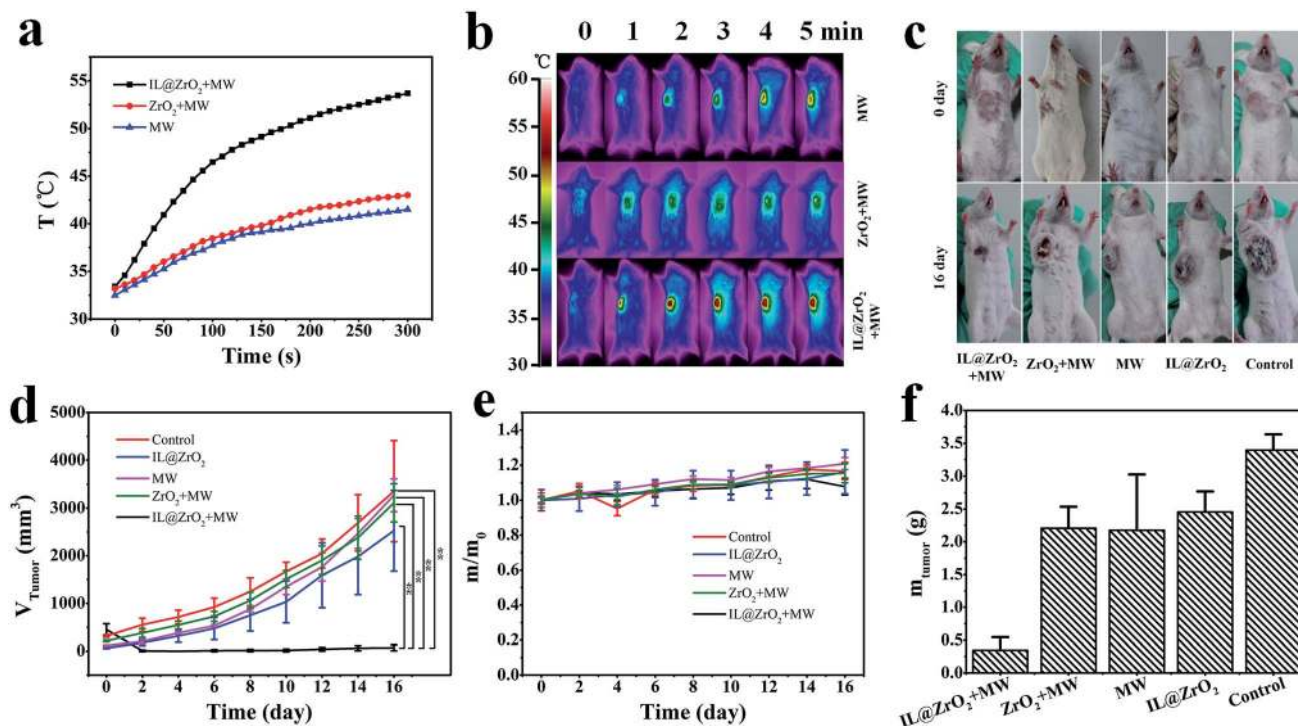 a
IL@ZrO₂+MW
ZrO₂+MW
MW
T (℃)
55
50
45
40
35
30
0 50 100 150 200 250 300
Time (s)
b
0 1 2 3 4 5 min
℃
60
55
50
45
40
35
30
MW
ZrO₂+MW
IL@ZrO₂
+MW
c
0 day
16 day
IL@ZrO₂
+MW
ZrO₂+MW
MW
IL@ZrO₂
Control
d
Control
IL@ZrO₂
MW
ZrO₂+MW
IL@ZrO₂+MW
V_Tumor (mm³)
5000
4000
3000
2000
1000
0
**
**
**
**
0 2 4 6 8 10 12 14 16
Time (day)
e
Control
IL@ZrO₂
MW
ZrO₂+MW
IL@ZrO₂+MW
m/m₀
1.4
1.2
1.0
0.8
0.6
0.4
0.2
0.0
0 2 4 6 8 10 12 14 16
Time (day)
f
m_tumor (g)
4.0
3.5
3.0
2.5
2.0
1.5
1.0
0.5
0.0
IL@ZrO₂+MW
ZrO₂+MW
MW
IL@ZrO₂
Control